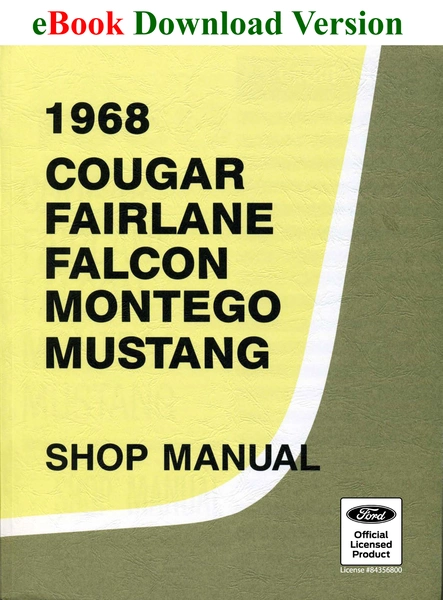 eBook Download Version
1968
COUGAR
FAIRLANE
FALCON
MONTEGO
MUSTANG
SHOP MANUAL
Ford
Official
Licensed
Product
License #84356800